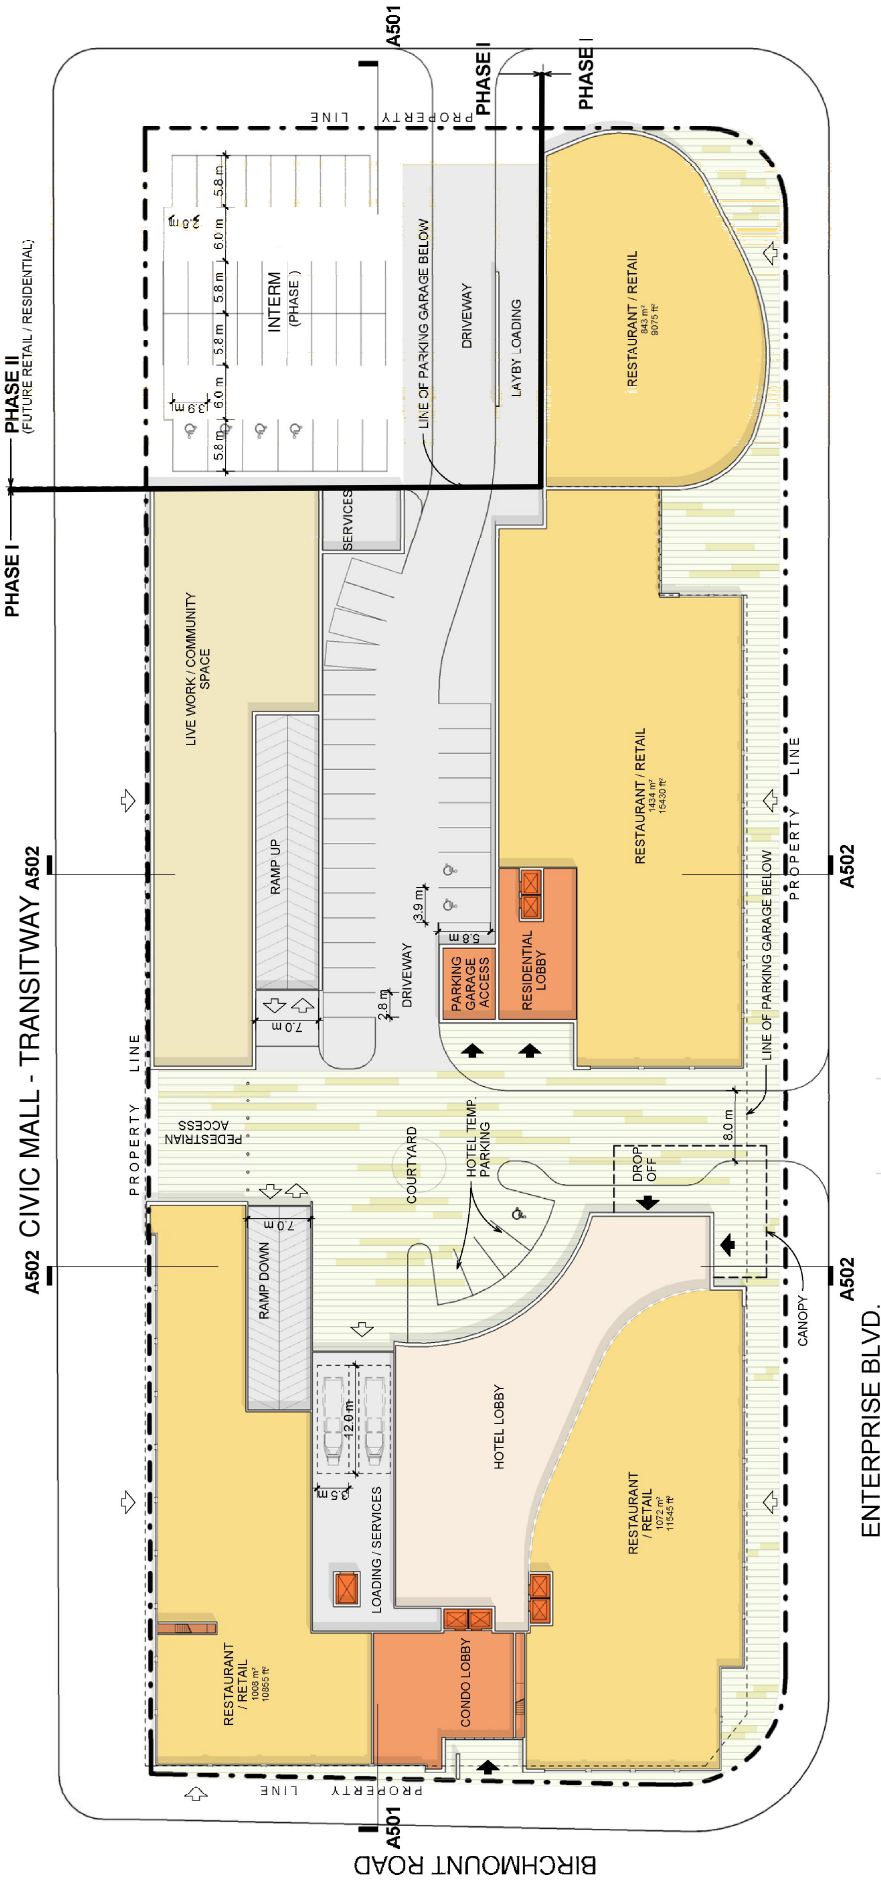 CIVIC MALL - TRANSITWAY
A502
A502
PHASE I
PHASE II
(FUTURE RETAIL / RESIDENTIAL)
PROPERTY LINE
RESTAURANT
/ RETAIL
1008 m²
10855 ft²
RAMP DOWN
7.0 m
PEDESTRIAN
ACCESS
LIVE WORK / COMMUNITY
SPACE
RAMP UP
7.0 m
SERVICES
INTERM
(PHASE I)
5.8 m
6.0 m
5.8 m
5.8 m
6.0 m
5.8 m
3.9 m
2.8 m
LOADING / SERVICES
3.5 m
12.0 m
COURTYARD
HOTEL TEMP.
PARKING
DRIVEWAY
2.8 m
3.9 m
5.8 m
PARKING
GARAGE
ACCESS
RESIDENTIAL
LOBBY
LINE OF PARKING GARAGE BELOW
DRIVEWAY
LAYBY LOADING
A501
A501
PROPERTY LINE
PROPERTY LINE
PHASE I
PHASE I
CONDO LOBBY
HOTEL LOBBY
DROP
OFF
8.0 m
RESTAURANT
/ RETAIL
1072 m²
11545 ft²
RESTAURANT / RETAIL
1434 m²
15430 ft²
RESTAURANT / RETAIL
843 m²
9075 ft²
CANOPY
LINE OF PARKING GARAGE BELOW
PROPERTY LINE
A502
A502
BIRCHMOUNT ROAD
ENTERPRISE BLVD.